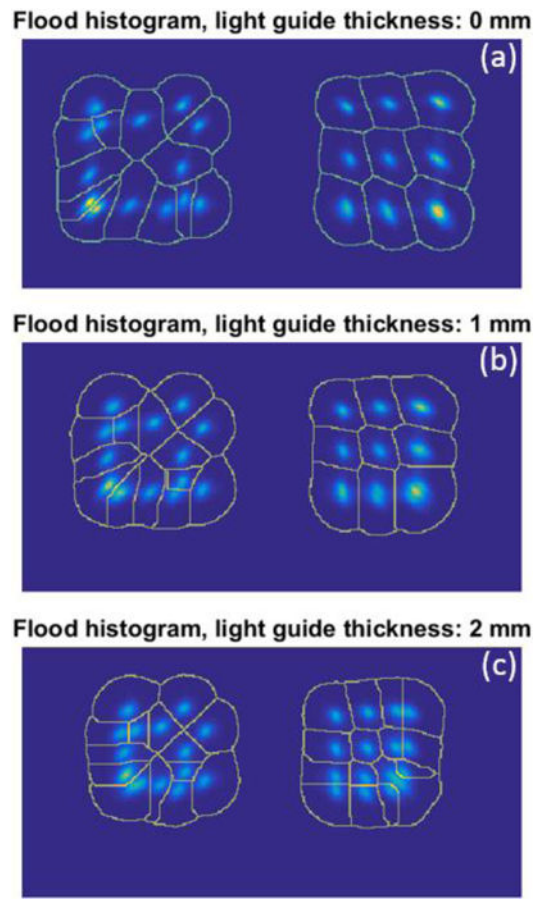 Flood histogram, light guide thickness: 0 mm
(a)
Flood histogram, light guide thickness: 1 mm
(b)
Flood histogram, light guide thickness: 2 mm
(c)